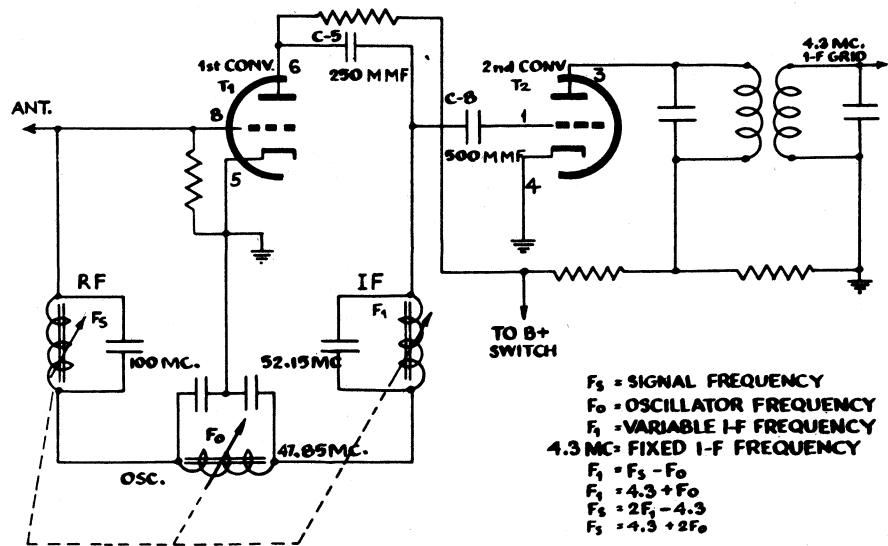 C-5
1st CONV.
6
T1
250 MMF
2nd CONV.
3
T2
4.3 MC.
I-F GRID
ANT.
8
C-8
1
500 MMF
5
4
RF
IF
FS
F1
100 MC.
52.15 MC
TO B+
SWITCH
FO
47.85 MC.
OSC.
FS = SIGNAL FREQUENCY
FO = OSCILLATOR FREQUENCY
F1 = VARIABLE I-F FREQUENCY
4.3 MC= FIXED I-F FREQUENCY
F1 = FS - FO
F1 = 4.3 + FO
FS = 2F1 - 4.3
FS = 4.3 + 2FO